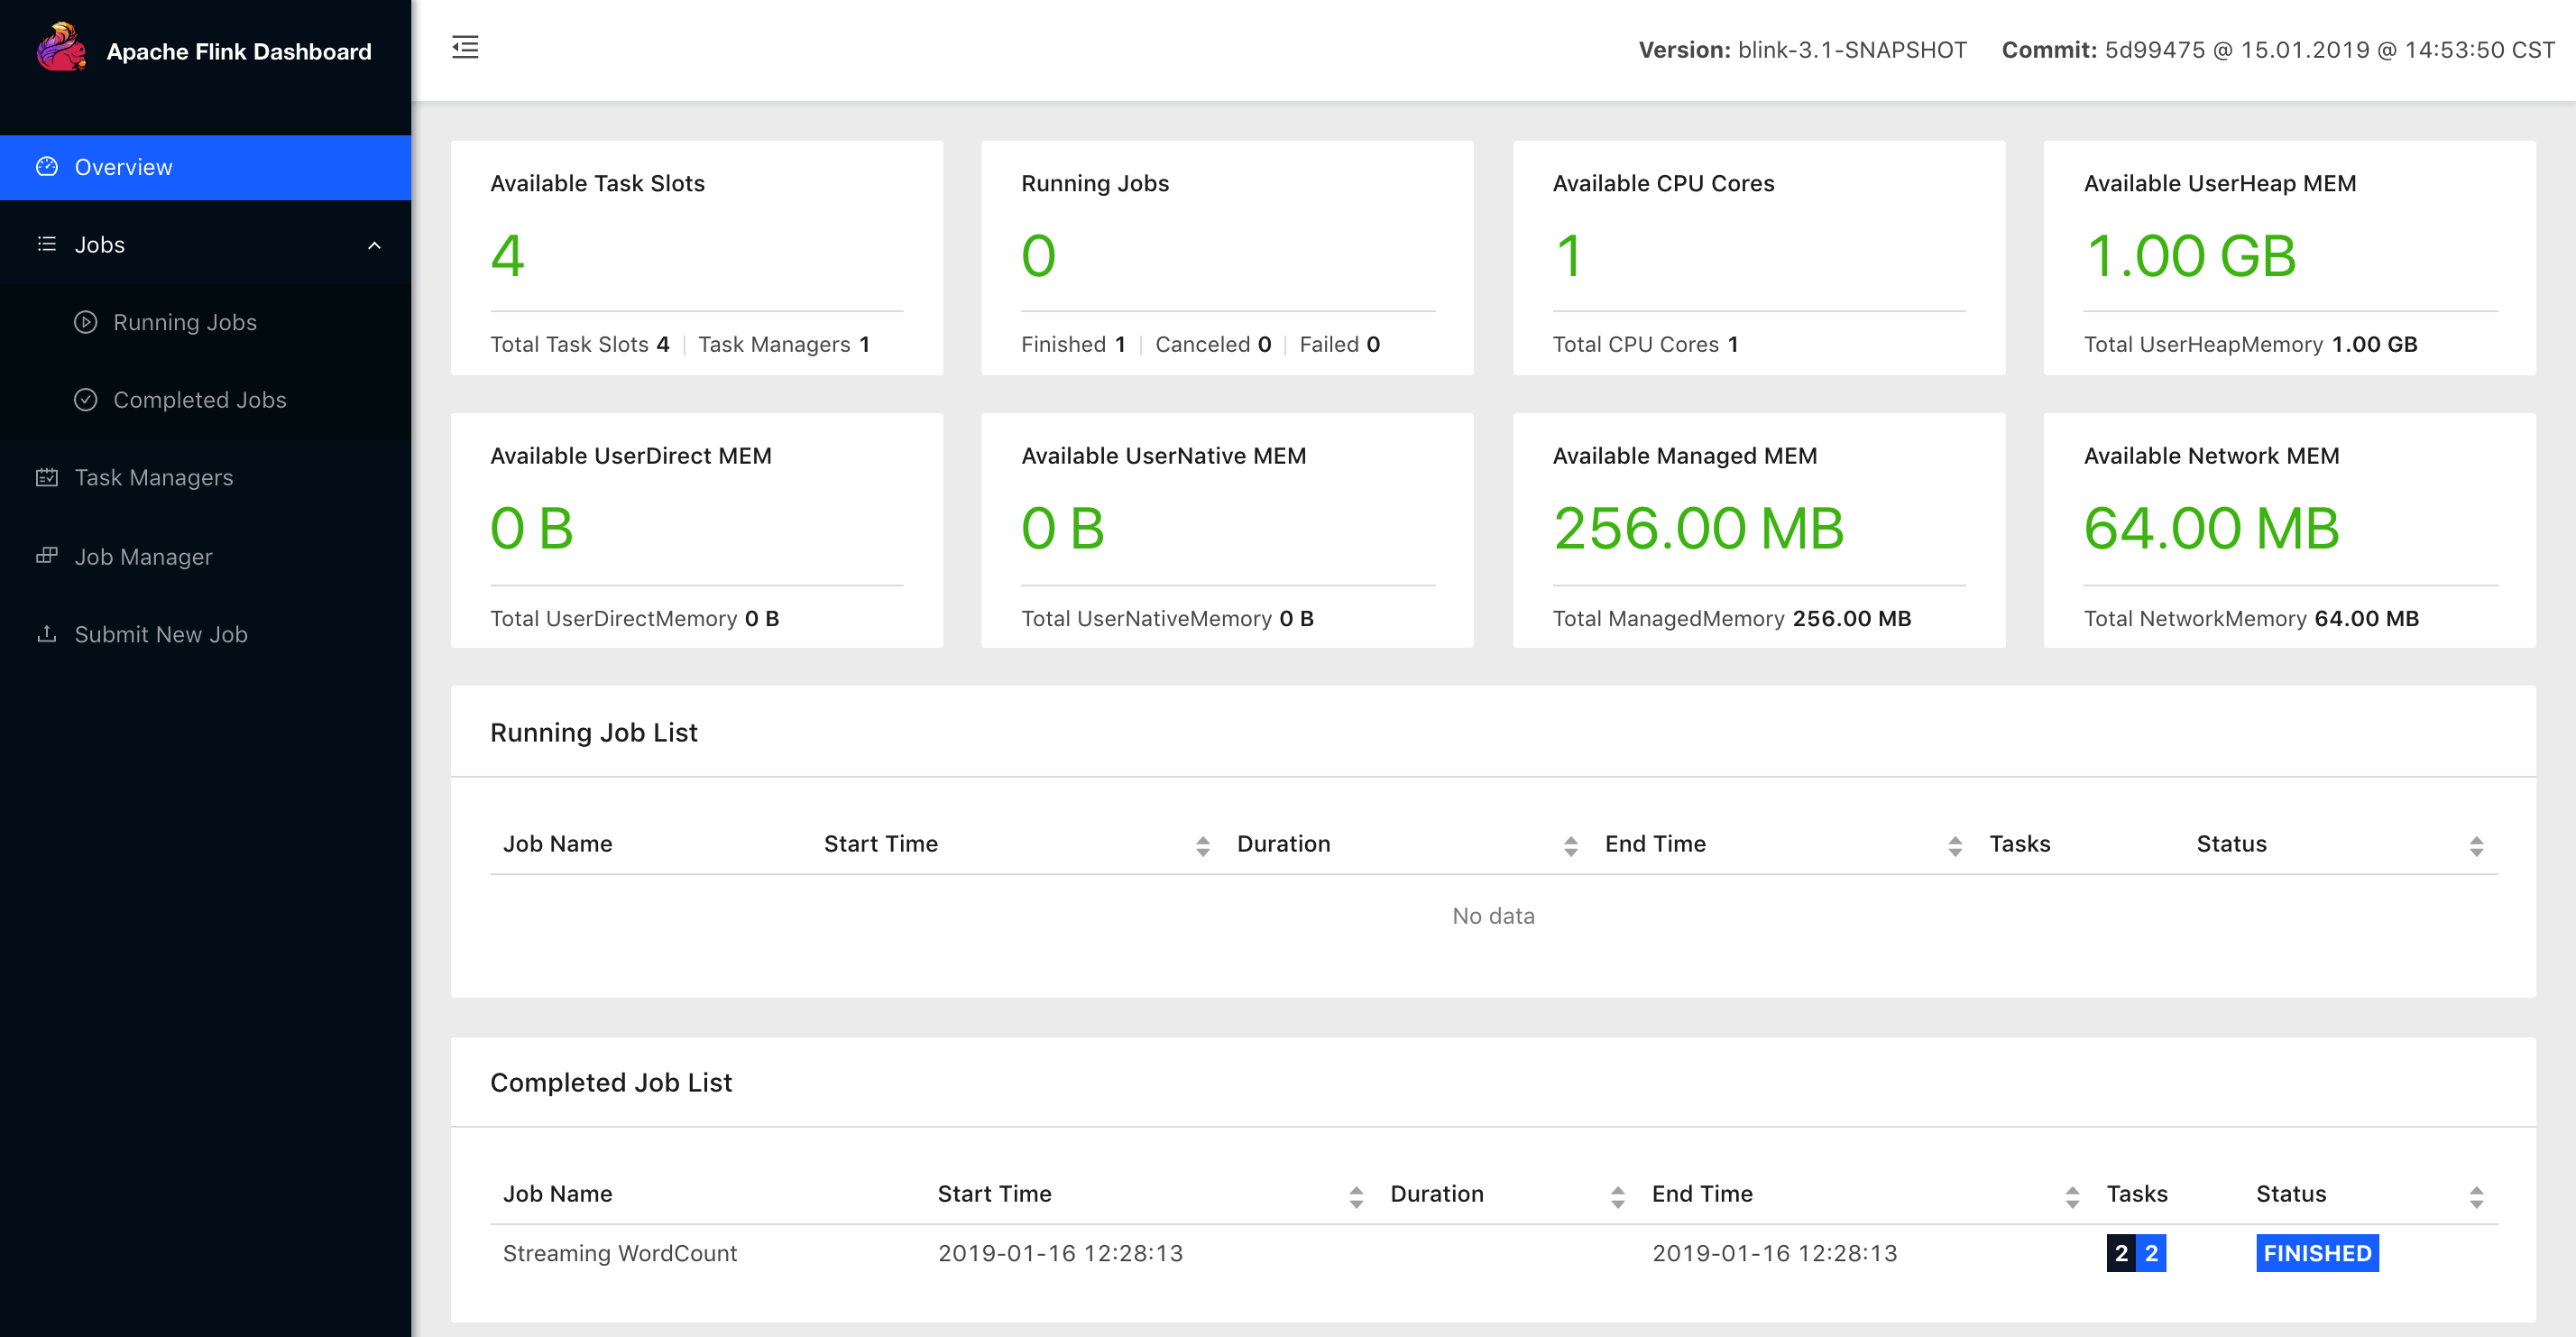 Apache Flink Dashboard
Version: blink-3.1-SNAPSHOT Commit: 5d99475 @ 15.01.2019 @ 14:53:50 CST
Overview
Jobs
Running Jobs
Completed Jobs
Task Managers
Job Manager
Submit New Job
Available Task Slots
4
Total Task Slots 4 Task Managers 1
Running Jobs
0
Finished 1 Canceled 0 Failed 0
Available CPU Cores
1
Total CPU Cores 1
Available UserHeap MEM
1.00 GB
Total UserHeapMemory 1.00 GB
Available UserDirect MEM
0 B
Total UserDirectMemory 0 B
Available UserNative MEM
0 B
Total UserNativeMemory 0 B
Available Managed MEM
256.00 MB
Total ManagedMemory 256.00 MB
Available Network MEM
64.00 MB
Total NetworkMemory 64.00 MB
Running Job List
Job Name Start Time Duration End Time Tasks Status
No data
Completed Job List
Job Name Start Time Duration End Time Tasks Status
Streaming WordCount 2019-01-16 12:28:13 2019-01-16 12:28:13 2 2 FINISHED